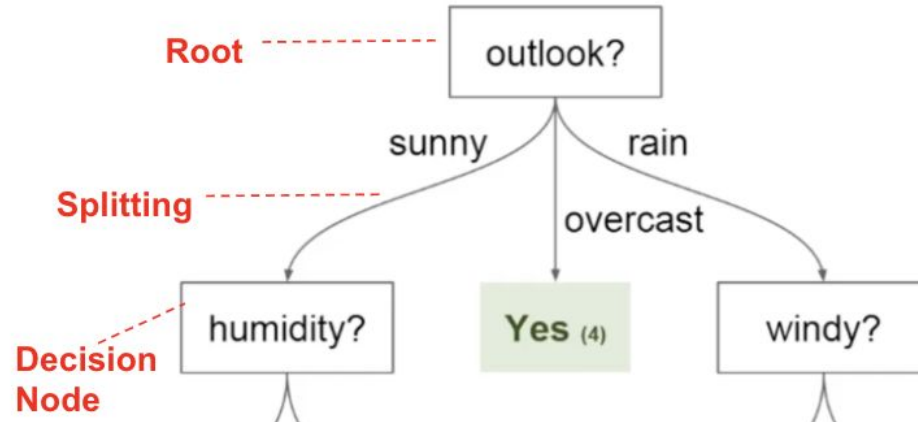 Root
outlook?
sunny
rain
Splitting
overcast
humidity?
Yes (4)
windy?
Decision
Node